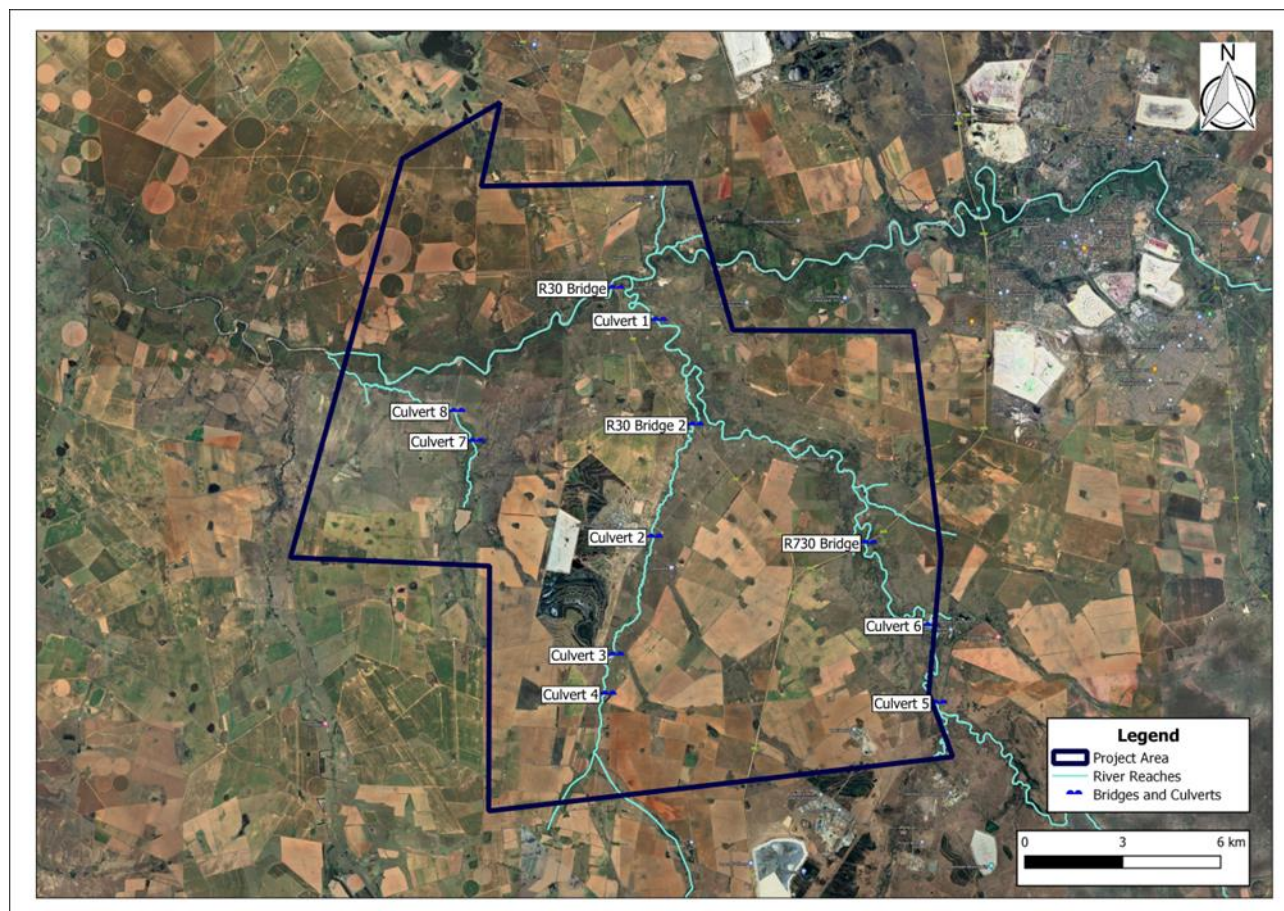 N
R30 Bridge
Culvert 1
Culvert 8
R30 Bridge 2
Culvert 7
Culvert 2
R730 Bridge
Culvert 6
Culvert 3
Culvert 4
Culvert 5
Legend
Project Area
River Reaches
Bridges and Culverts
0 3 6 km